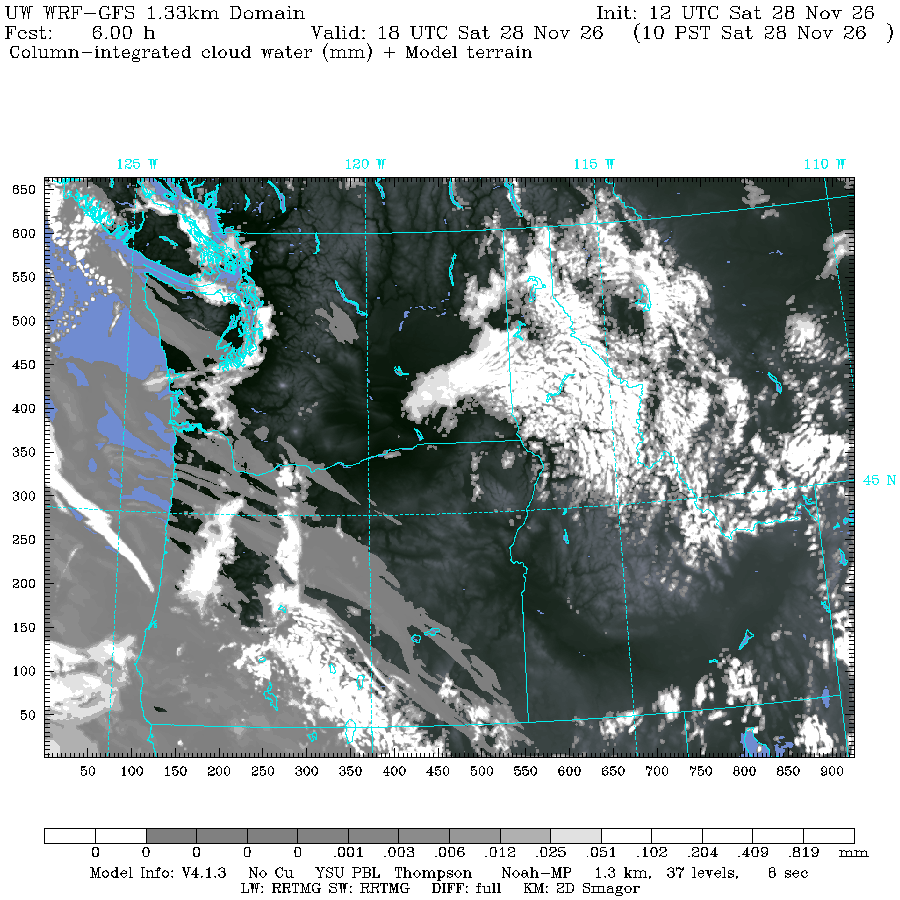 UW WRF-GFS 1.33km Domain Init: 12 UTC Sat 28 Nov 26
Fcst: 6.00 h Valid: 18 UTC Sat 28 Nov 26 (10 PST Sat 28 Nov 26 )
Column-integrated cloud water (mm) + Model terrain
125 W 120 W 115 W 110 W
650
600
550
500
450
400
350
45 N
300
250
200
150
100
50
50 100 150 200 250 300 350 400 450 500 550 600 650 700 750 800 850 900
0 0 0 0 0 .001 .003 .006 .012 .025 .051 .102 .204 .409 .819 mm
Model Info: V4.1.3 No Cu YSU PBL Thompson Noah-MP 1.3 km, 37 levels, 8 sec
LW: RRTMG SW: RRTMG DIFF: full KM: 2D Smagor